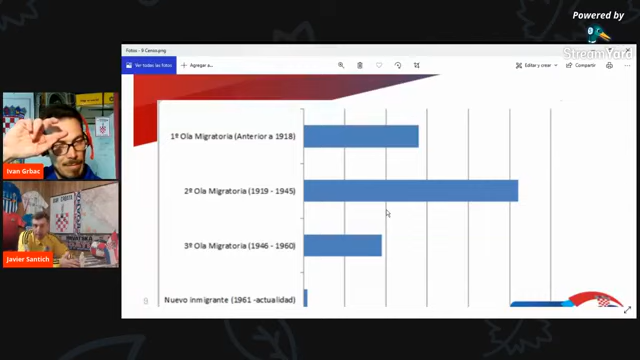 Powered by
StreamYard
Fotos - 9 Censo.png
Ver todas las fotos
Agregar a
Editar y crear
Compartir
1º Ola Migratoria (Anterior a 1918)
2º Ola Migratoria (1919 - 1945)
3º Ola Migratoria (1946 - 1960)
Nuevo inmigrante (1961 -actualidad)
Ivan Grbac
Javier Santich